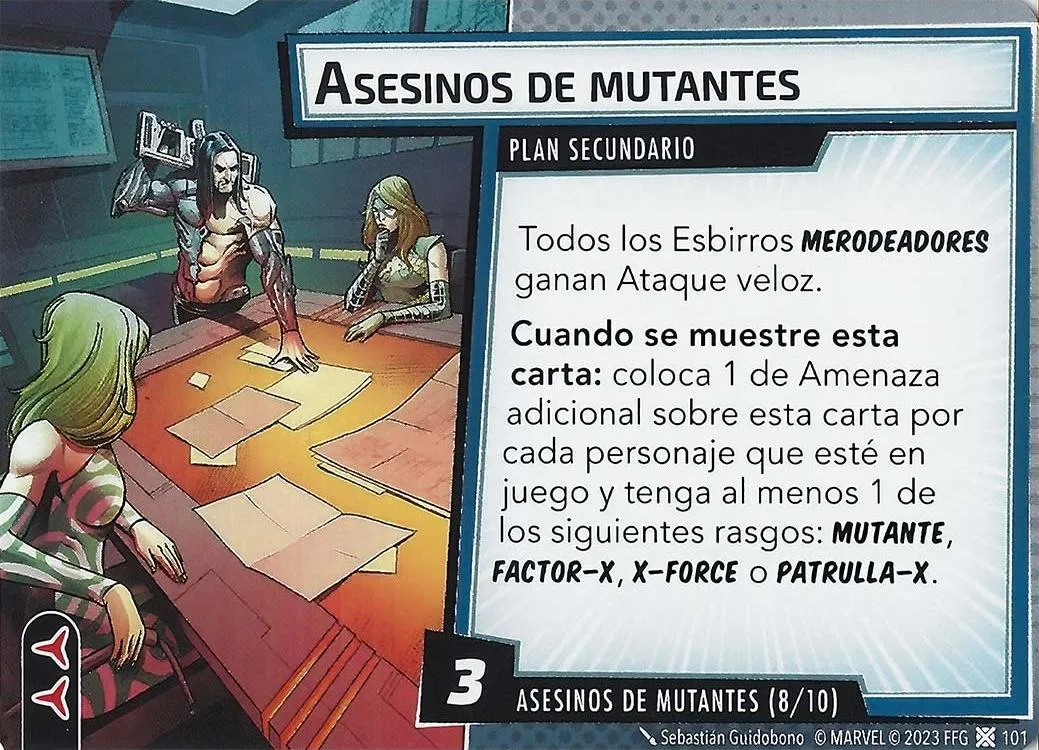 ASESINOS DE MUTANTES
PLAN SECUNDARIO
Todos los Esbirros MERODEADORES
ganan Ataque veloz.
Cuando se muestre esta
carta: coloca 1 de Amenaza
adicional sobre esta carta por
cada personaje que esté en
juego y tenga al menos 1 de
los siguientes rasgos: MUTANTE,
FACTOR-X, X-FORCE o PATRULLA-X.
3
ASESINOS DE MUTANTES (8/10)
Sebastián Guidobono © MARVEL © 2023 FFG 101